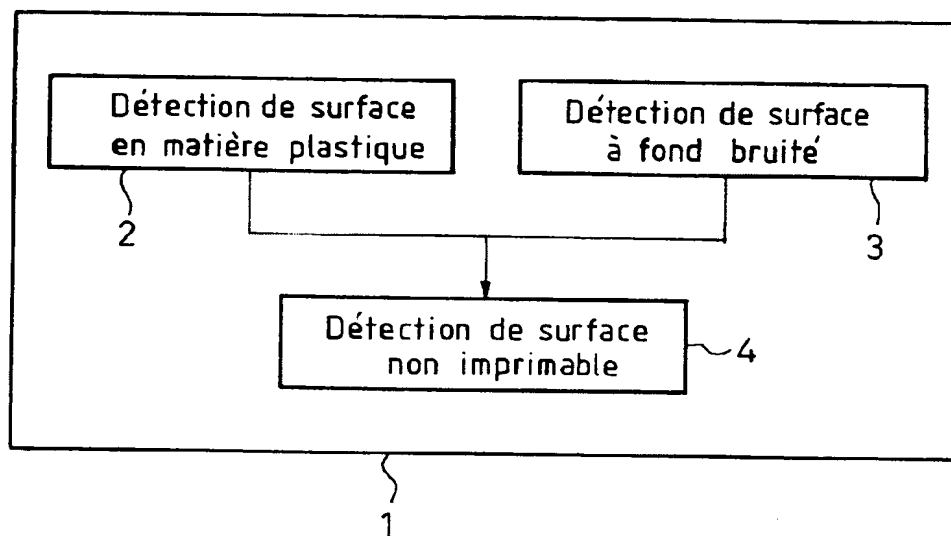 Détection de surface
en matière plastique
Détection de surface
à fond bruité
2
3
Détection de surface
non imprimable
4
1